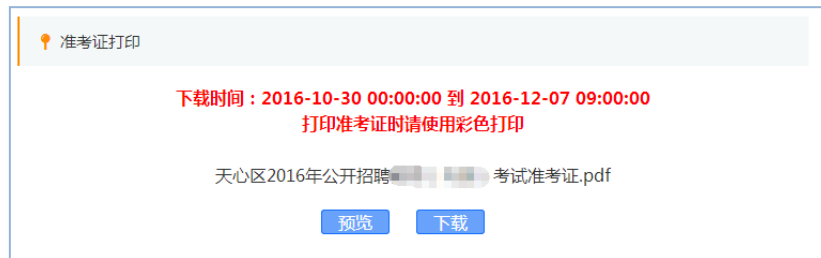 准考证打印
下载时间：2016-10-30 00:00:00 到 2016-12-07 09:00:00
打印准考证时请使用彩色打印
天心区2016年公开招聘 考试准考证.pdf
预览 下载